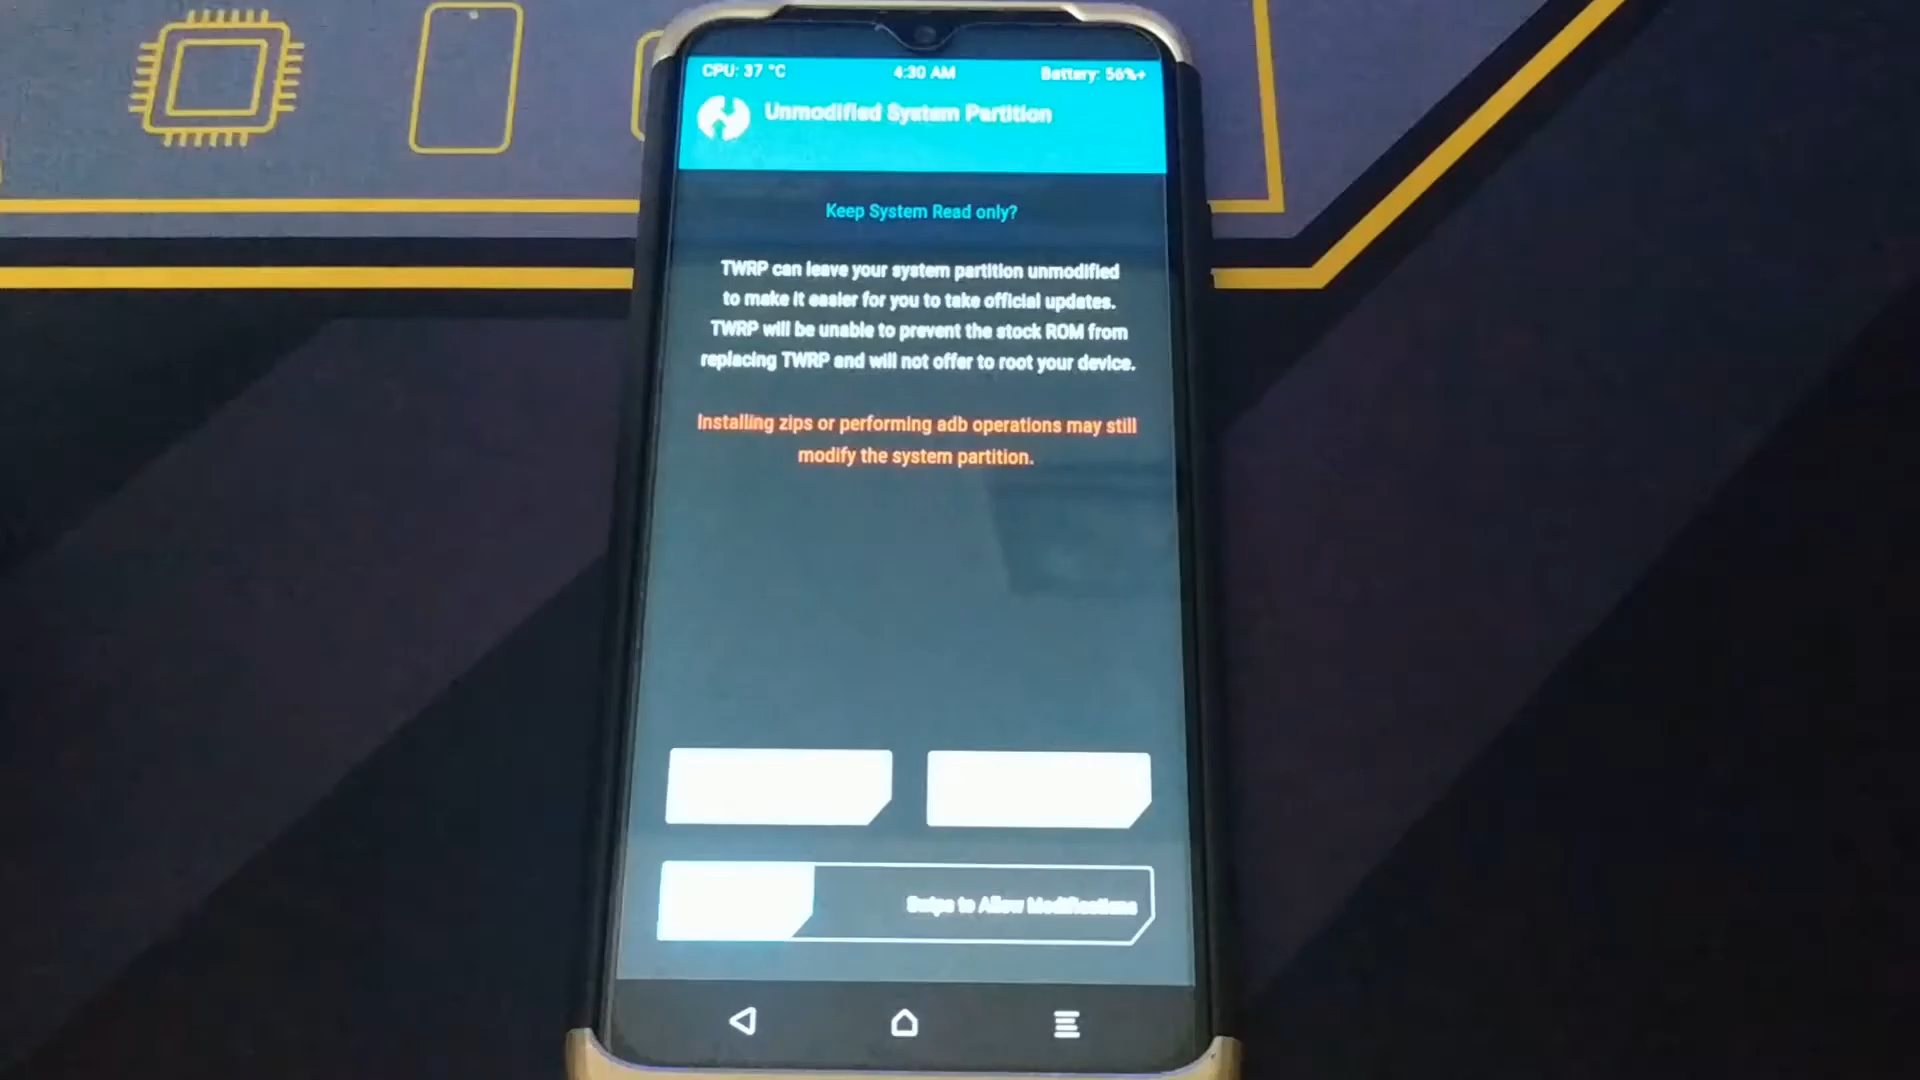 CPU: 37 °C 4:30 AM Battery: 56%+
Unmodified System Partition
Keep System Read only?
TWRP can leave your system partition unmodified
to make it easier for you to take official updates.
TWRP will be unable to prevent the stock ROM from
replacing TWRP and will not offer to root your device.
Installing zips or performing adb operations may still
modify the system partition.
Swipe to Allow Modifications